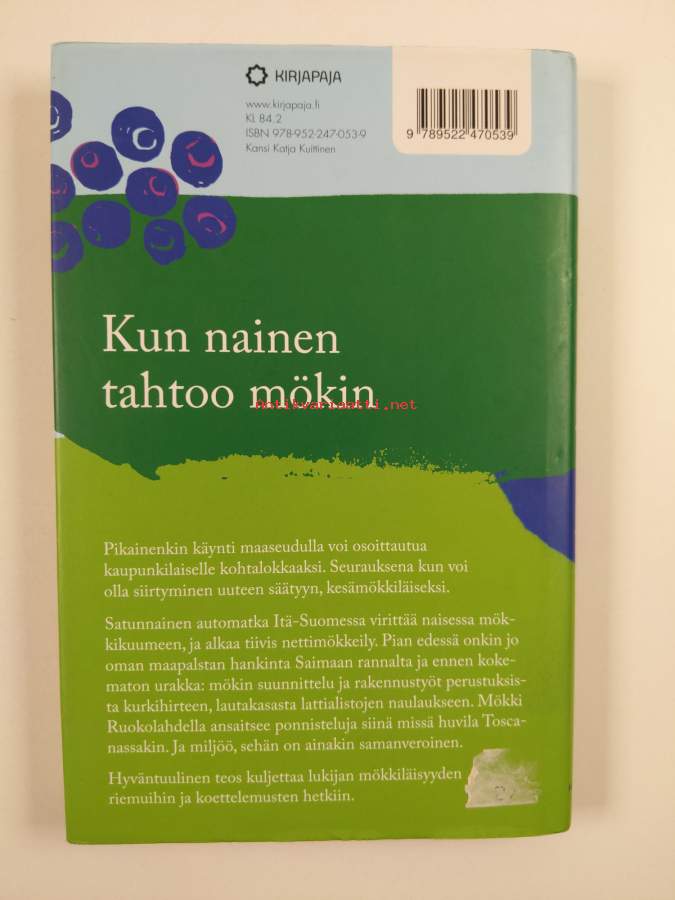 KIRJAPAJA
www.kirjapaja.fi
Kl. 84.2
ISBN 978-952-247-053-9
Kansi Katja Kuittinen
9 789522 470539
Kun nainen
tahtoo mökin
antikvariaatti.net
Pikainenkin käynti maaseudulla voi osoittautua
kaupunkilaiselle kohtalokkaaksi. Seurauksena kun voi
olla siirtyminen uuteen säätyyn, kesämökkiläiseksi.
Satunnainen automatka Itä-Suomessa virittää naisessa mök-
kikuumeen, ja alkaa tiivis nettimökkeily. Pian edessä onkin jo
oman maapalstan hankinta Saimaan rannalta ja ennen koke-
maton urakka: mökin suunnittelu ja rakennustyöt perustuksis-
ta kurkihirteen, lautakasasta lattialistojen naulaukseen. Mökki
Ruokolahdella ansaitsee ponnisteluja siinä missä huvila Tosca-
nassakin. Ja miljöö, sehän on ainakin samanveroinen.
Hyväntuulinen teos kuljettaa lukijan mökkiläisyyden
riemuihin ja koettelemusten hetkiin.